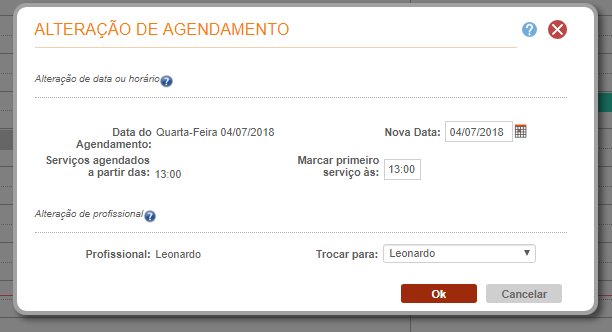 ALTERAÇÃO DE AGENDAMENTO
Alteração de data ou horário
Data do Agendamento: Quarta-Feira 04/07/2018 Nova Data: 04/07/2018
Serviços agendados a partir das: 13:00 Marcar primeiro serviço às: 13:00
Alteração de profissional
Profissional: Leonardo Trocar para: Leonardo
Ok Cancelar